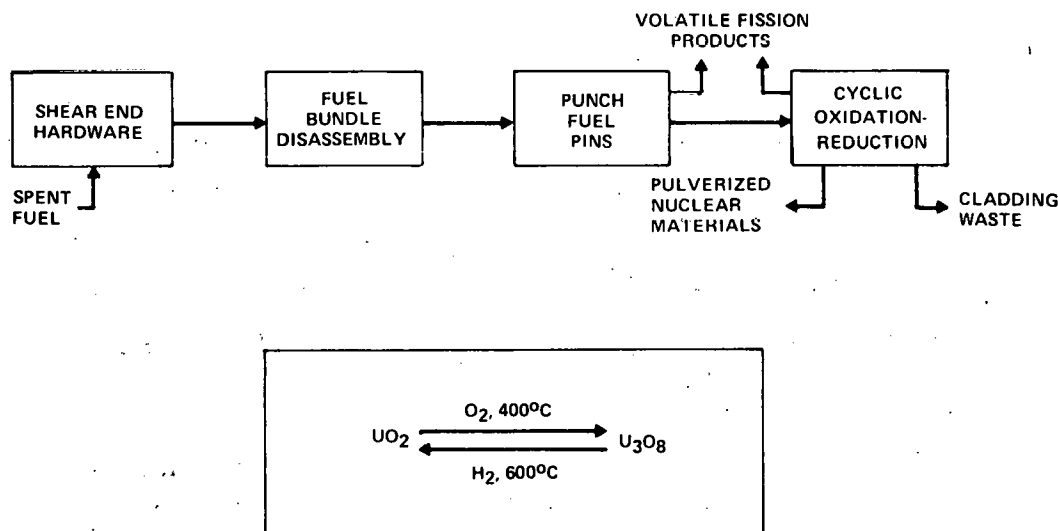 VOLATILE FISSION
PRODUCTS
SHEAR END
HARDWARE
FUEL
BUNDLE
DISASSEMBLY
PUNCH
FUEL
PINS
CYCLIC
OXIDATION-
REDUCTION
SPENT
FUEL
PULVERIZED
NUCLEAR
MATERIALS
CLADDING
WASTE
O₂, 400°C
UO₂
U₃O₈
H₂, 600°C